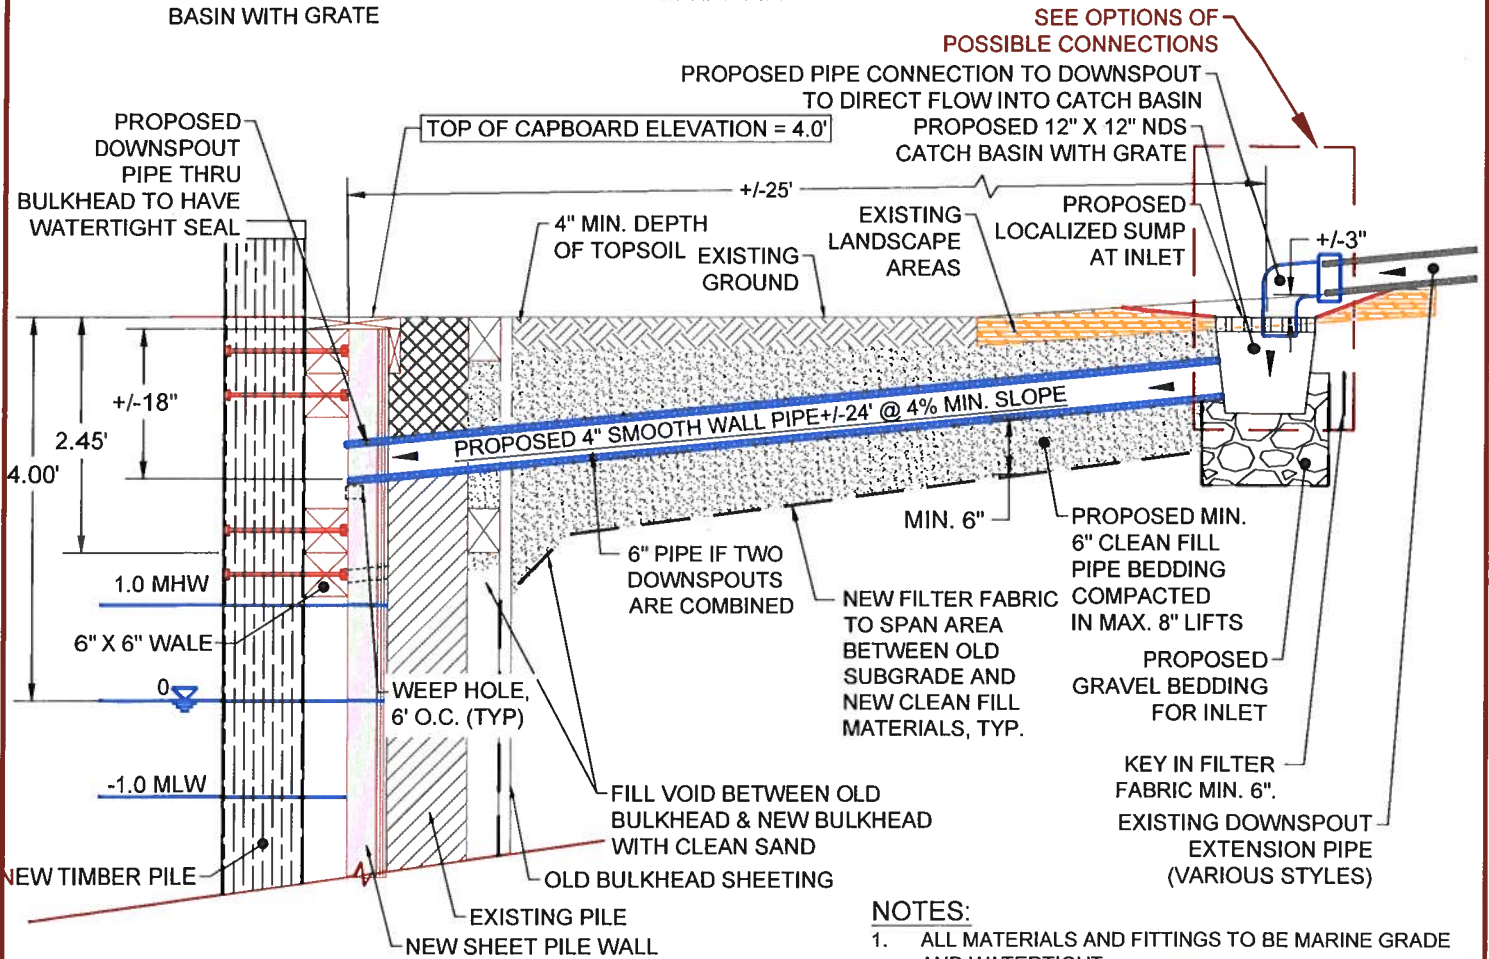 BASIN WITH GRATE
SEE OPTIONS OF
POSSIBLE CONNECTIONS
PROPOSED PIPE CONNECTION TO DOWNSPOUT
TO DIRECT FLOW INTO CATCH BASIN
PROPOSED 12" X 12" NDS
CATCH BASIN WITH GRATE
PROPOSED
DOWNSPOUT
PIPE THRU
BULKHEAD TO HAVE
WATERTIGHT SEAL
TOP OF CAPBOARD ELEVATION = 4.0'
+/-25'
4" MIN. DEPTH
OF TOPSOIL
EXISTING
GROUND
EXISTING
LANDSCAPE
AREAS
PROPOSED
LOCALIZED SUMP
AT INLET
+/-3"
+/-18"
2.45'
4.00'
PROPOSED 4" SMOOTH WALL PIPE+/-24' @ 4% MIN. SLOPE
MIN. 6"
6" PIPE IF TWO
DOWNSPOUTS
ARE COMBINED
PROPOSED MIN.
6" CLEAN FILL
PIPE BEDDING
COMPACTED
IN MAX. 8" LIFTS
NEW FILTER FABRIC
TO SPAN AREA
BETWEEN OLD
SUBGRADE AND
NEW CLEAN FILL
MATERIALS, TYP.
1.0 MHW
6" X 6" WALE
0
WEEP HOLE,
6' O.C. (TYP)
PROPOSED
GRAVEL BEDDING
FOR INLET
KEY IN FILTER
FABRIC MIN. 6".
-1.0 MLW
FILL VOID BETWEEN OLD
BULKHEAD & NEW BULKHEAD
WITH CLEAN SAND
EXISTING DOWNSPOUT
EXTENSION PIPE
(VARIOUS STYLES)
NEW TIMBER PILE
OLD BULKHEAD SHEETING
EXISTING PILE
NEW SHEET PILE WALL
NOTES:
1. ALL MATERIALS AND FITTINGS TO BE MARINE GRADE
AND WATERTIGHT